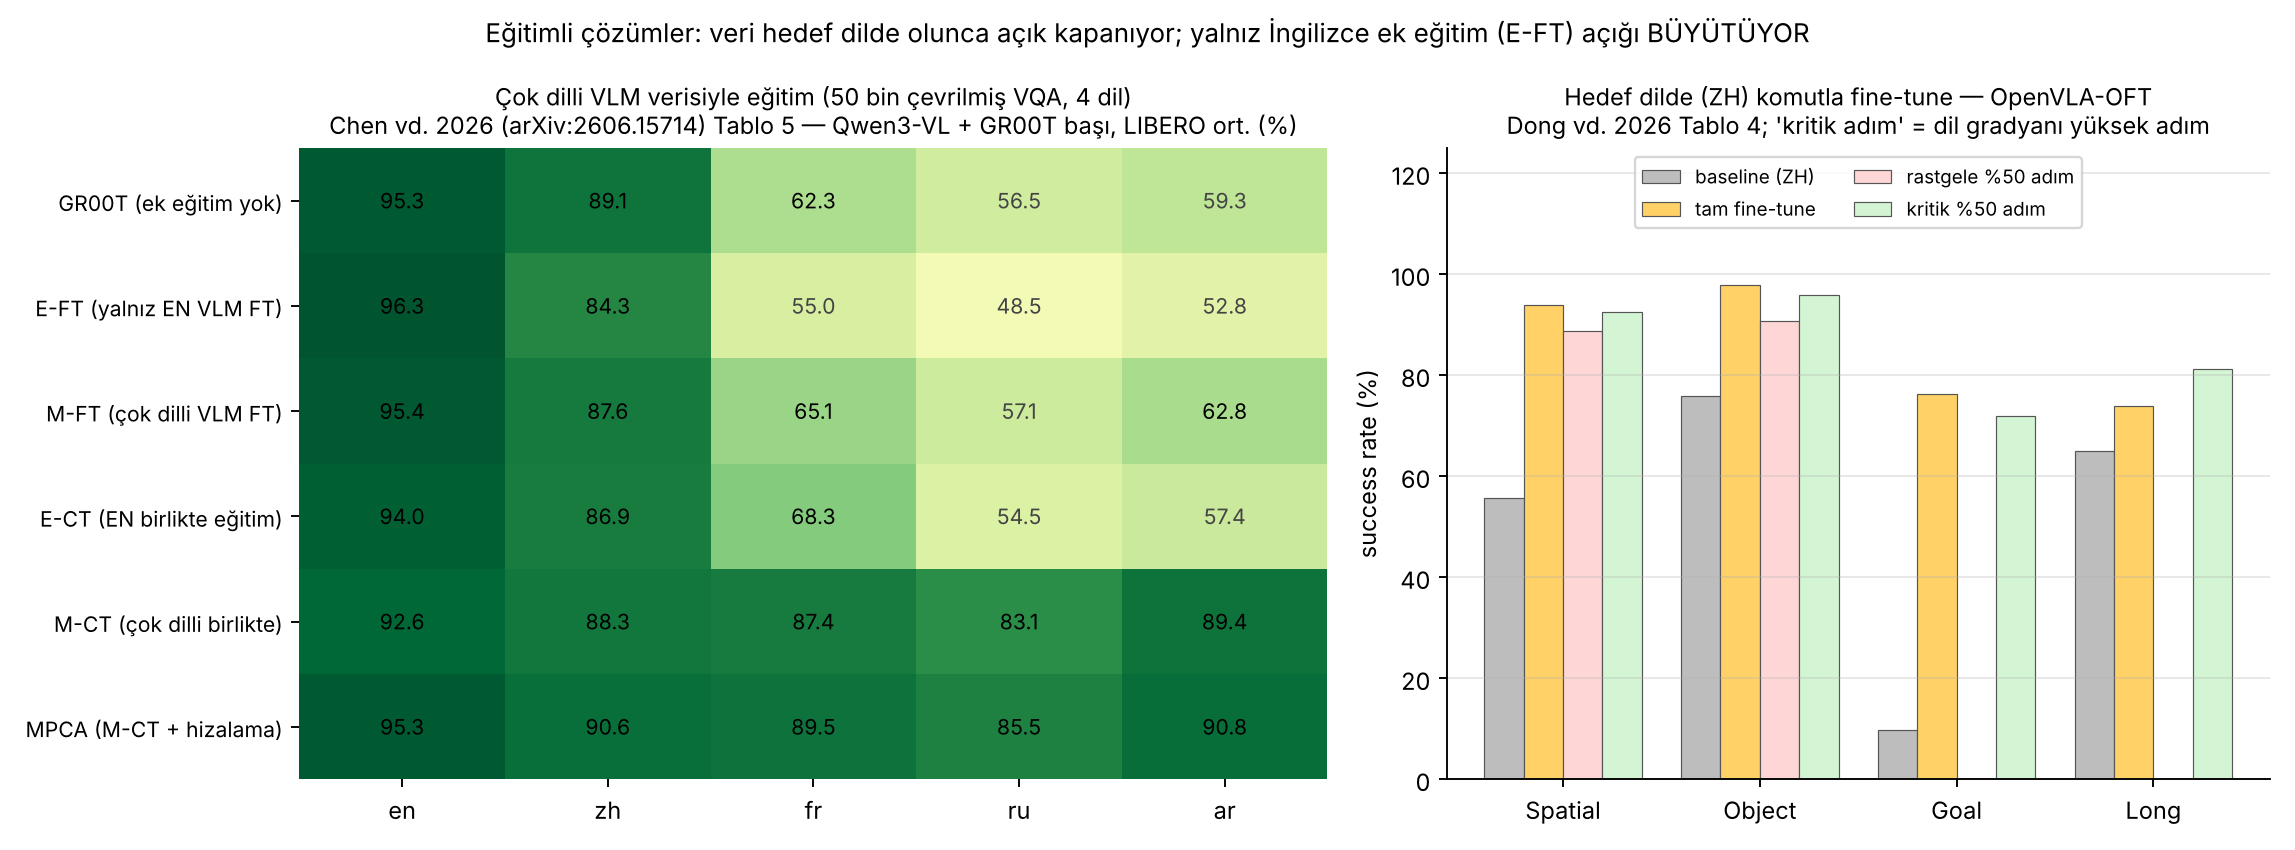 Eğitimli çözümler: veri hedef dilde olunca açık kapanıyor; yalnız İngilizce ek eğitim (E-FT) açığı BÜYÜTÜYOR
Çok dilli VLM verisiyle eğitim (50 bin çevrilmiş VQA, 4 dil)
Chen vd. 2026 (arXiv:2606.15714) Tablo 5 — Qwen3-VL + GR00T başı, LIBERO ort. (%)
GR00T (ek eğitim yok) 95.3 89.1 62.3 56.5 59.3
E-FT (yalnız EN VLM FT) 96.3 84.3 55.0 48.5 52.8
M-FT (çok dilli VLM FT) 95.4 87.6 65.1 57.1 62.8
E-CT (EN birlikte eğitim) 94.0 86.9 68.3 54.5 57.4
M-CT (çok dilli birlikte) 92.6 88.3 87.4 83.1 89.4
MPCA (M-CT + hizalama) 95.3 90.6 89.5 85.5 90.8
en zh fr ru ar
Hedef dilde (ZH) komutla fine-tune — OpenVLA-OFT
Dong vd. 2026 Tablo 4; 'kritik adım' = dil gradyanı yüksek adım
baseline (ZH) rastgele %50 adım
tam fine-tune kritik %50 adım
success rate (%)
120
100
80
60
40
20
0
Spatial Object Goal Long